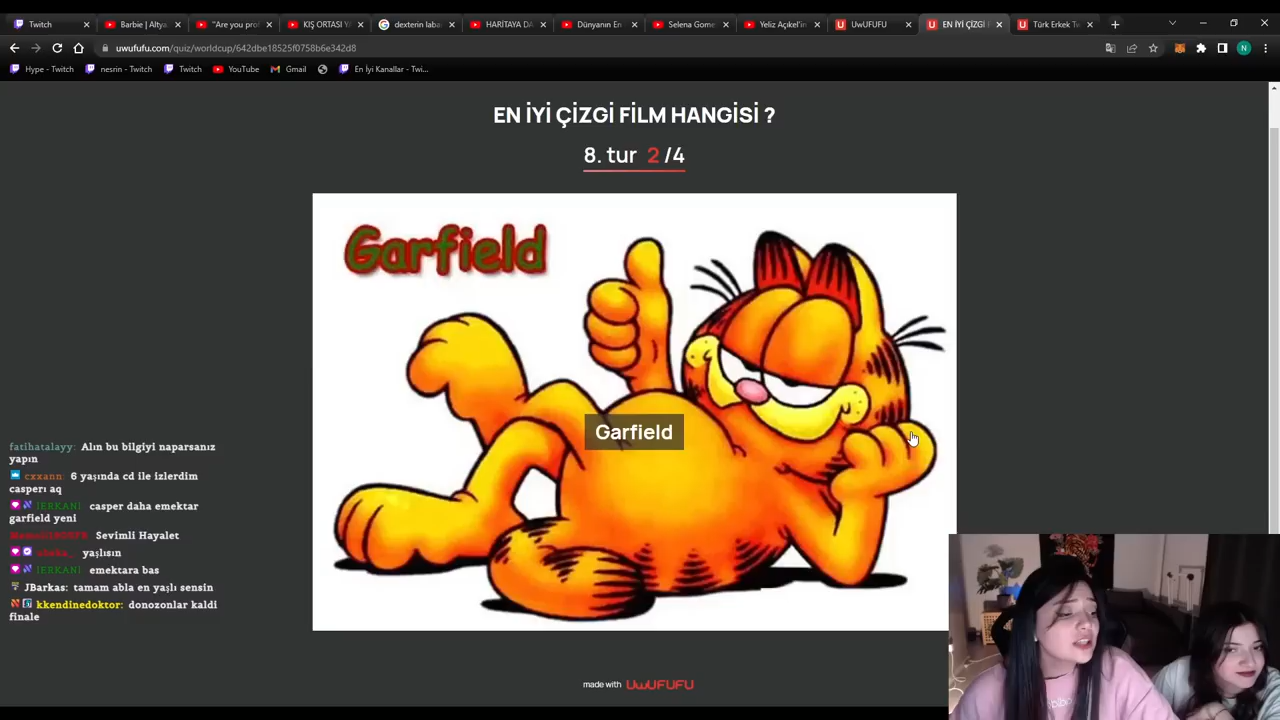 Twitch
Barbie | Altya
"Are you pro
KIŞ ORTASI Y
dexterin laba
HARİTAYA DA
Dünyanın En
Selena Gome
Yeliz Açıkel'in
UwUFUFU
EN İYİ ÇİZGİ F
Türk Erkek Tw
uwufufu.com/quiz/worldcup/642dbe18525f0758b6e342d8
N
Hype - Twitch
nesrin - Twitch
Twitch
YouTube
Gmail
En İyi Kanallar - Twi...
EN İYİ ÇİZGİ FİLM HANGİSİ ?
8. tur 2 /4
Garfield
Garfield
fatihatalayy: Alın bu bilgiyi naparsanız
yapın
cxxann: 6 yaşında cd ile izlerdim
casperı aq
IERKANI casper daha emektar
garfield yeni
Sevimli Hayalet
yaşlısın
IERKANI emektara bas
JBarkas: tamam abla en yaşlı sensin
kkendinedoktor: donozonlar kaldi
finale
made with UWUFUFU